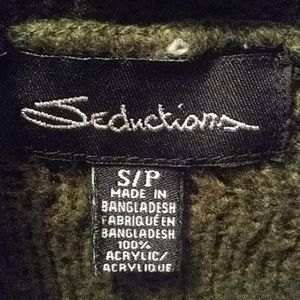 Seductions
S/P
MADE IN
BANGLADESH
FABRIQUÉ EN
BANGLADESH
100%
ACRYLIC/
ACRYLIQUE